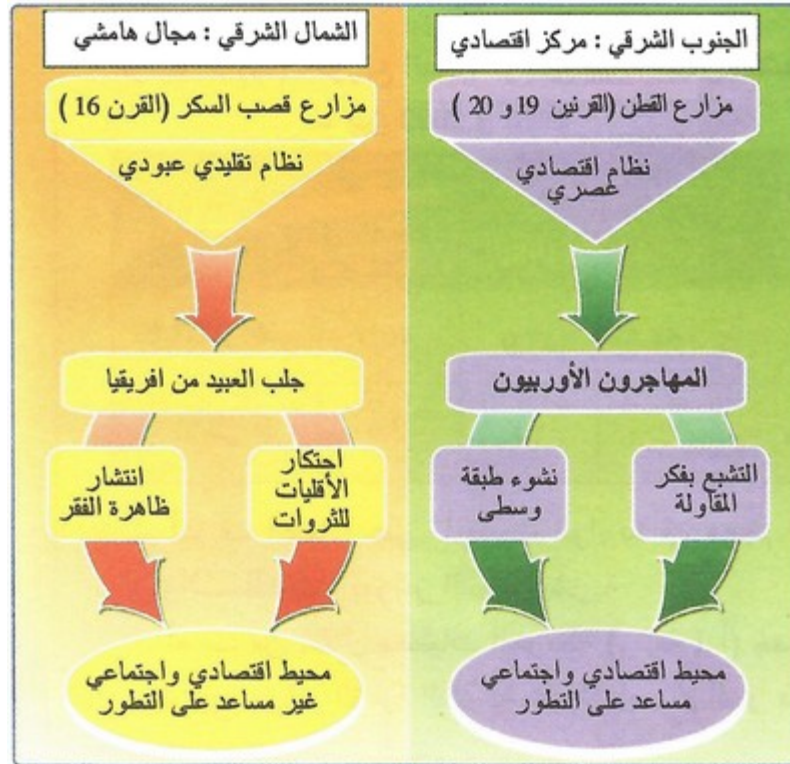 الجنوب الشرقي : مركز اقتصادي
مزارع القطن (القرنين 19 و 20 )
نظام اقتصادي
عصري
المهاجرون الأوربيون
التشبع بفكر
المقاولة
نشوء طبقة
وسطى
محيط اقتصادي واجتماعي
مساعد على التطور
الشمال الشرقي : مجال هامشي
مزارع قصب السكر (القرن 16 )
نظام تقليدي عبودي
جلب العبيد من افريقيا
احتكار
الأقليات
للثروات
انتشار
ظاهرة الفقر
محيط اقتصادي واجتماعي
غير مساعد على التطور